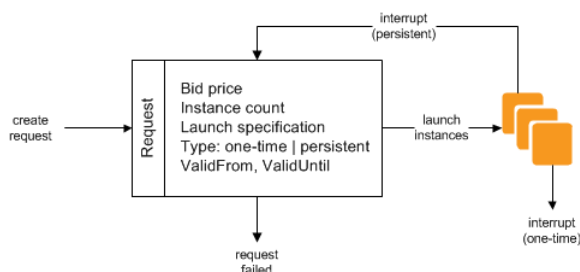 interrupt
(persistent)
create
request
Request
Bid price
Instance count
Launch specification
Type: one-time | persistent
ValidFrom, ValidUntil
launch
instances
interrupt
(one-time)
request
failed